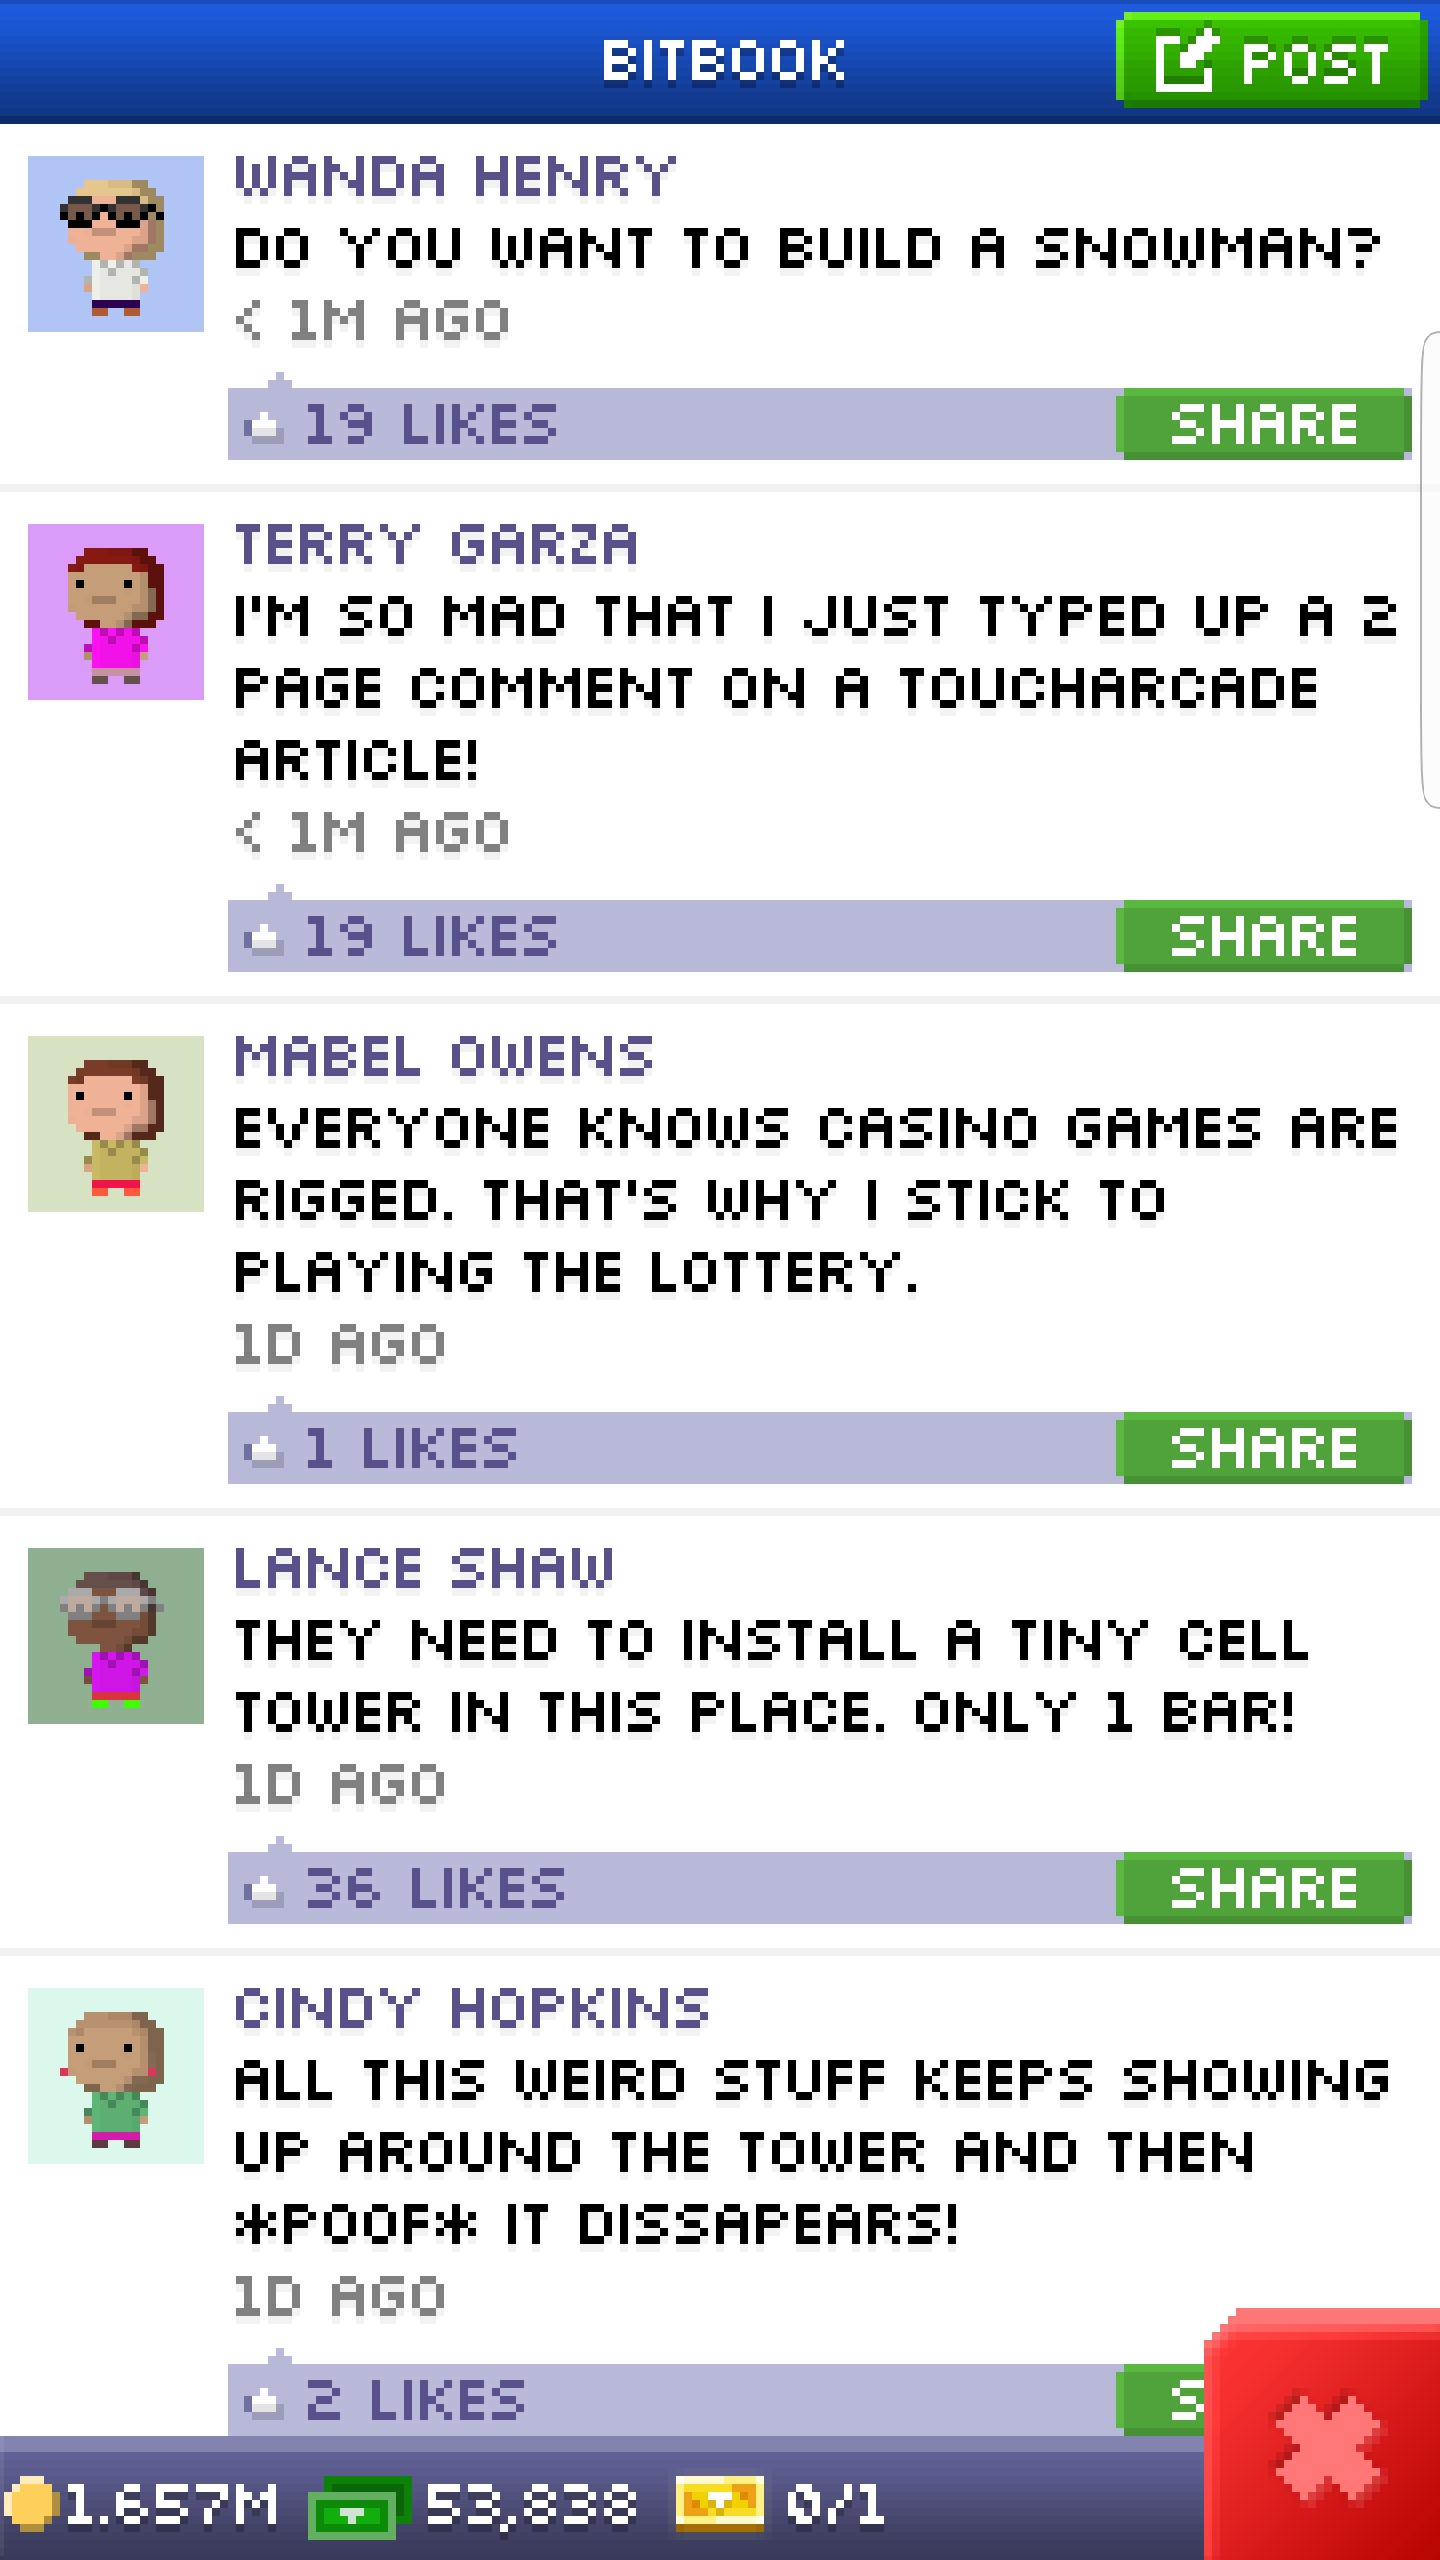 BITBOOK
POST
WANDA HENRY
DO YOU WANT TO BUILD A SNOWMAN?
< 1M AGO
19 LIKES
SHARE
TERRY GARZA
I'M SO MAD THAT I JUST TYPED UP A 2
PAGE COMMENT ON A TOUCHARCADE
ARTICLE!
< 1M AGO
19 LIKES
SHARE
MABEL OWENS
EVERYONE KNOWS CASINO GAMES ARE
RIGGED. THAT'S WHY I STICK TO
PLAYING THE LOTTERY.
1D AGO
1 LIKES
SHARE
LANCE SHAW
THEY NEED TO INSTALL A TINY CELL
TOWER IN THIS PLACE. ONLY 1 BAR!
1D AGO
36 LIKES
SHARE
CINDY HOPKINS
ALL THIS WEIRD STUFF KEEPS SHOWING
UP AROUND THE TOWER AND THEN
*POOF* IT DISSAPEARS!
1D AGO
2 LIKES
S
1.657M
53,838
0/1